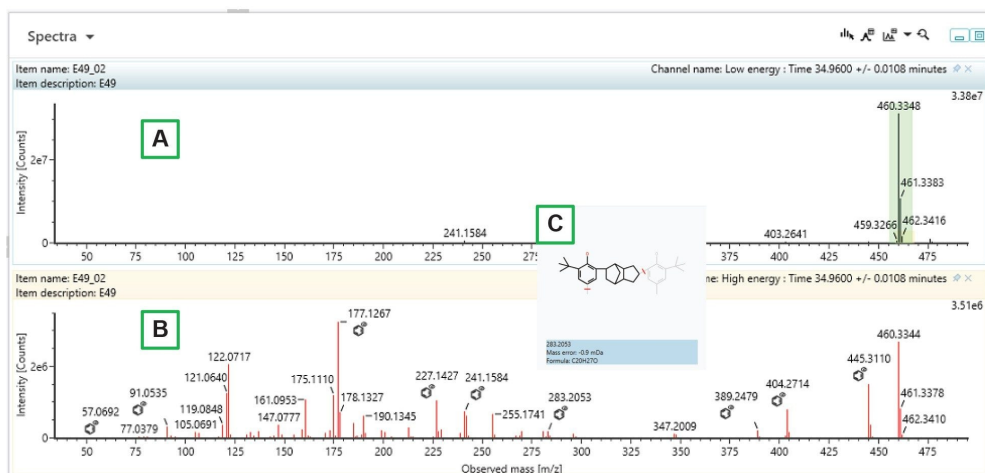 Spectra
Item name: E49_02
Channel name: Low energy : Time 34.9600 +/- 0.0108 minutes
Item description: E49
3.38e7
A
Intensity [Counts]
2e7
0
460.3348
461.3383
459.3266
462.3416
241.1584
403.2641
50 75 100 125 150 175 200 225 250 275 300 325 350 375 400 425 450 475
C
283.2053
Mass error: -0.9 mDa
Formula: C20H27O
Item name: E49_02
me: High energy : Time 34.9600 +/- 0.0108 minutes
Item description: E49
3.51e6
B
Intensity [Counts]
2e6
0
177.1267
122.0717
121.0640
175.1110
178.1327
91.0535
119.0848
161.0953
57.0692
77.0379
105.0691
147.0777
190.1345
227.1427
241.1584
255.1741
283.2053
347.2009
389.2479
404.2714
445.3110
460.3344
461.3378
462.3410
50 75 100 125 150 175 200 225 250 275 300 325 350 375 400 425 450 475
Observed mass [m/z]